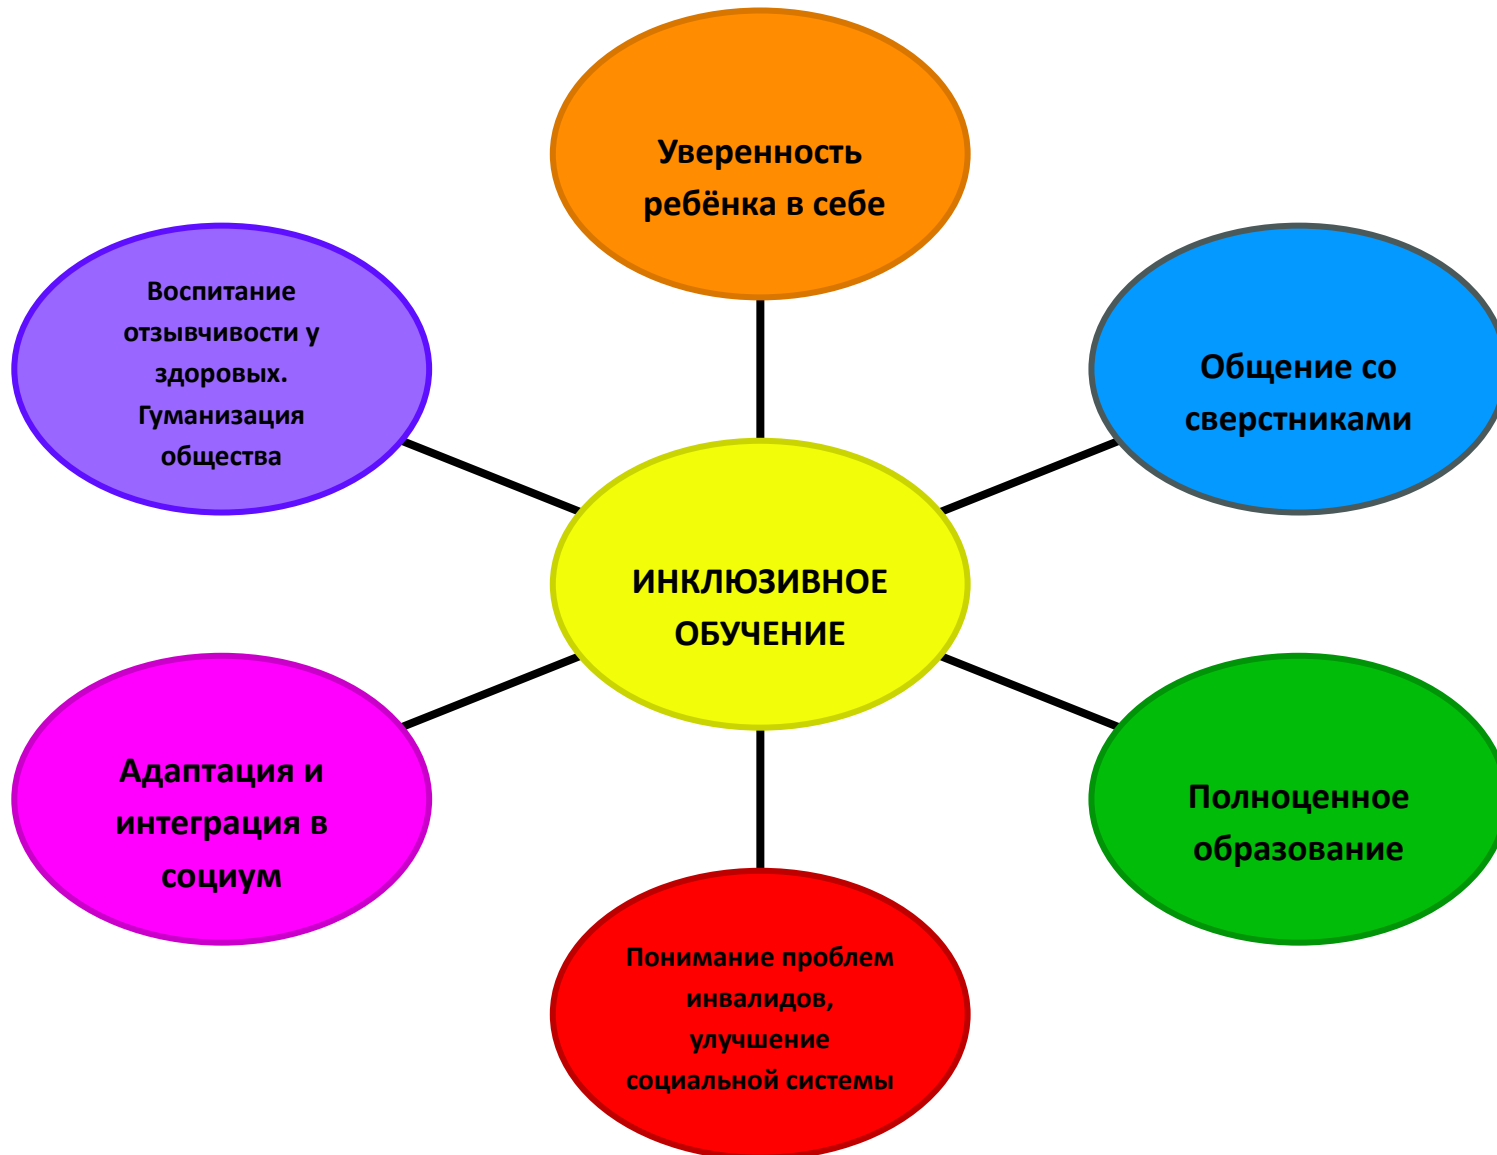 Уверенность
ребёнка в себе
Воспитание
отзывчивости у
здоровых.
Гуманизация
общества
Общение со
сверстниками
ИНКЛЮЗИВНОЕ
ОБУЧЕНИЕ
Адаптация и
интеграция в
социум
Полноценное
образование
Понимание проблем
инвалидов,
улучшение
социальной системы